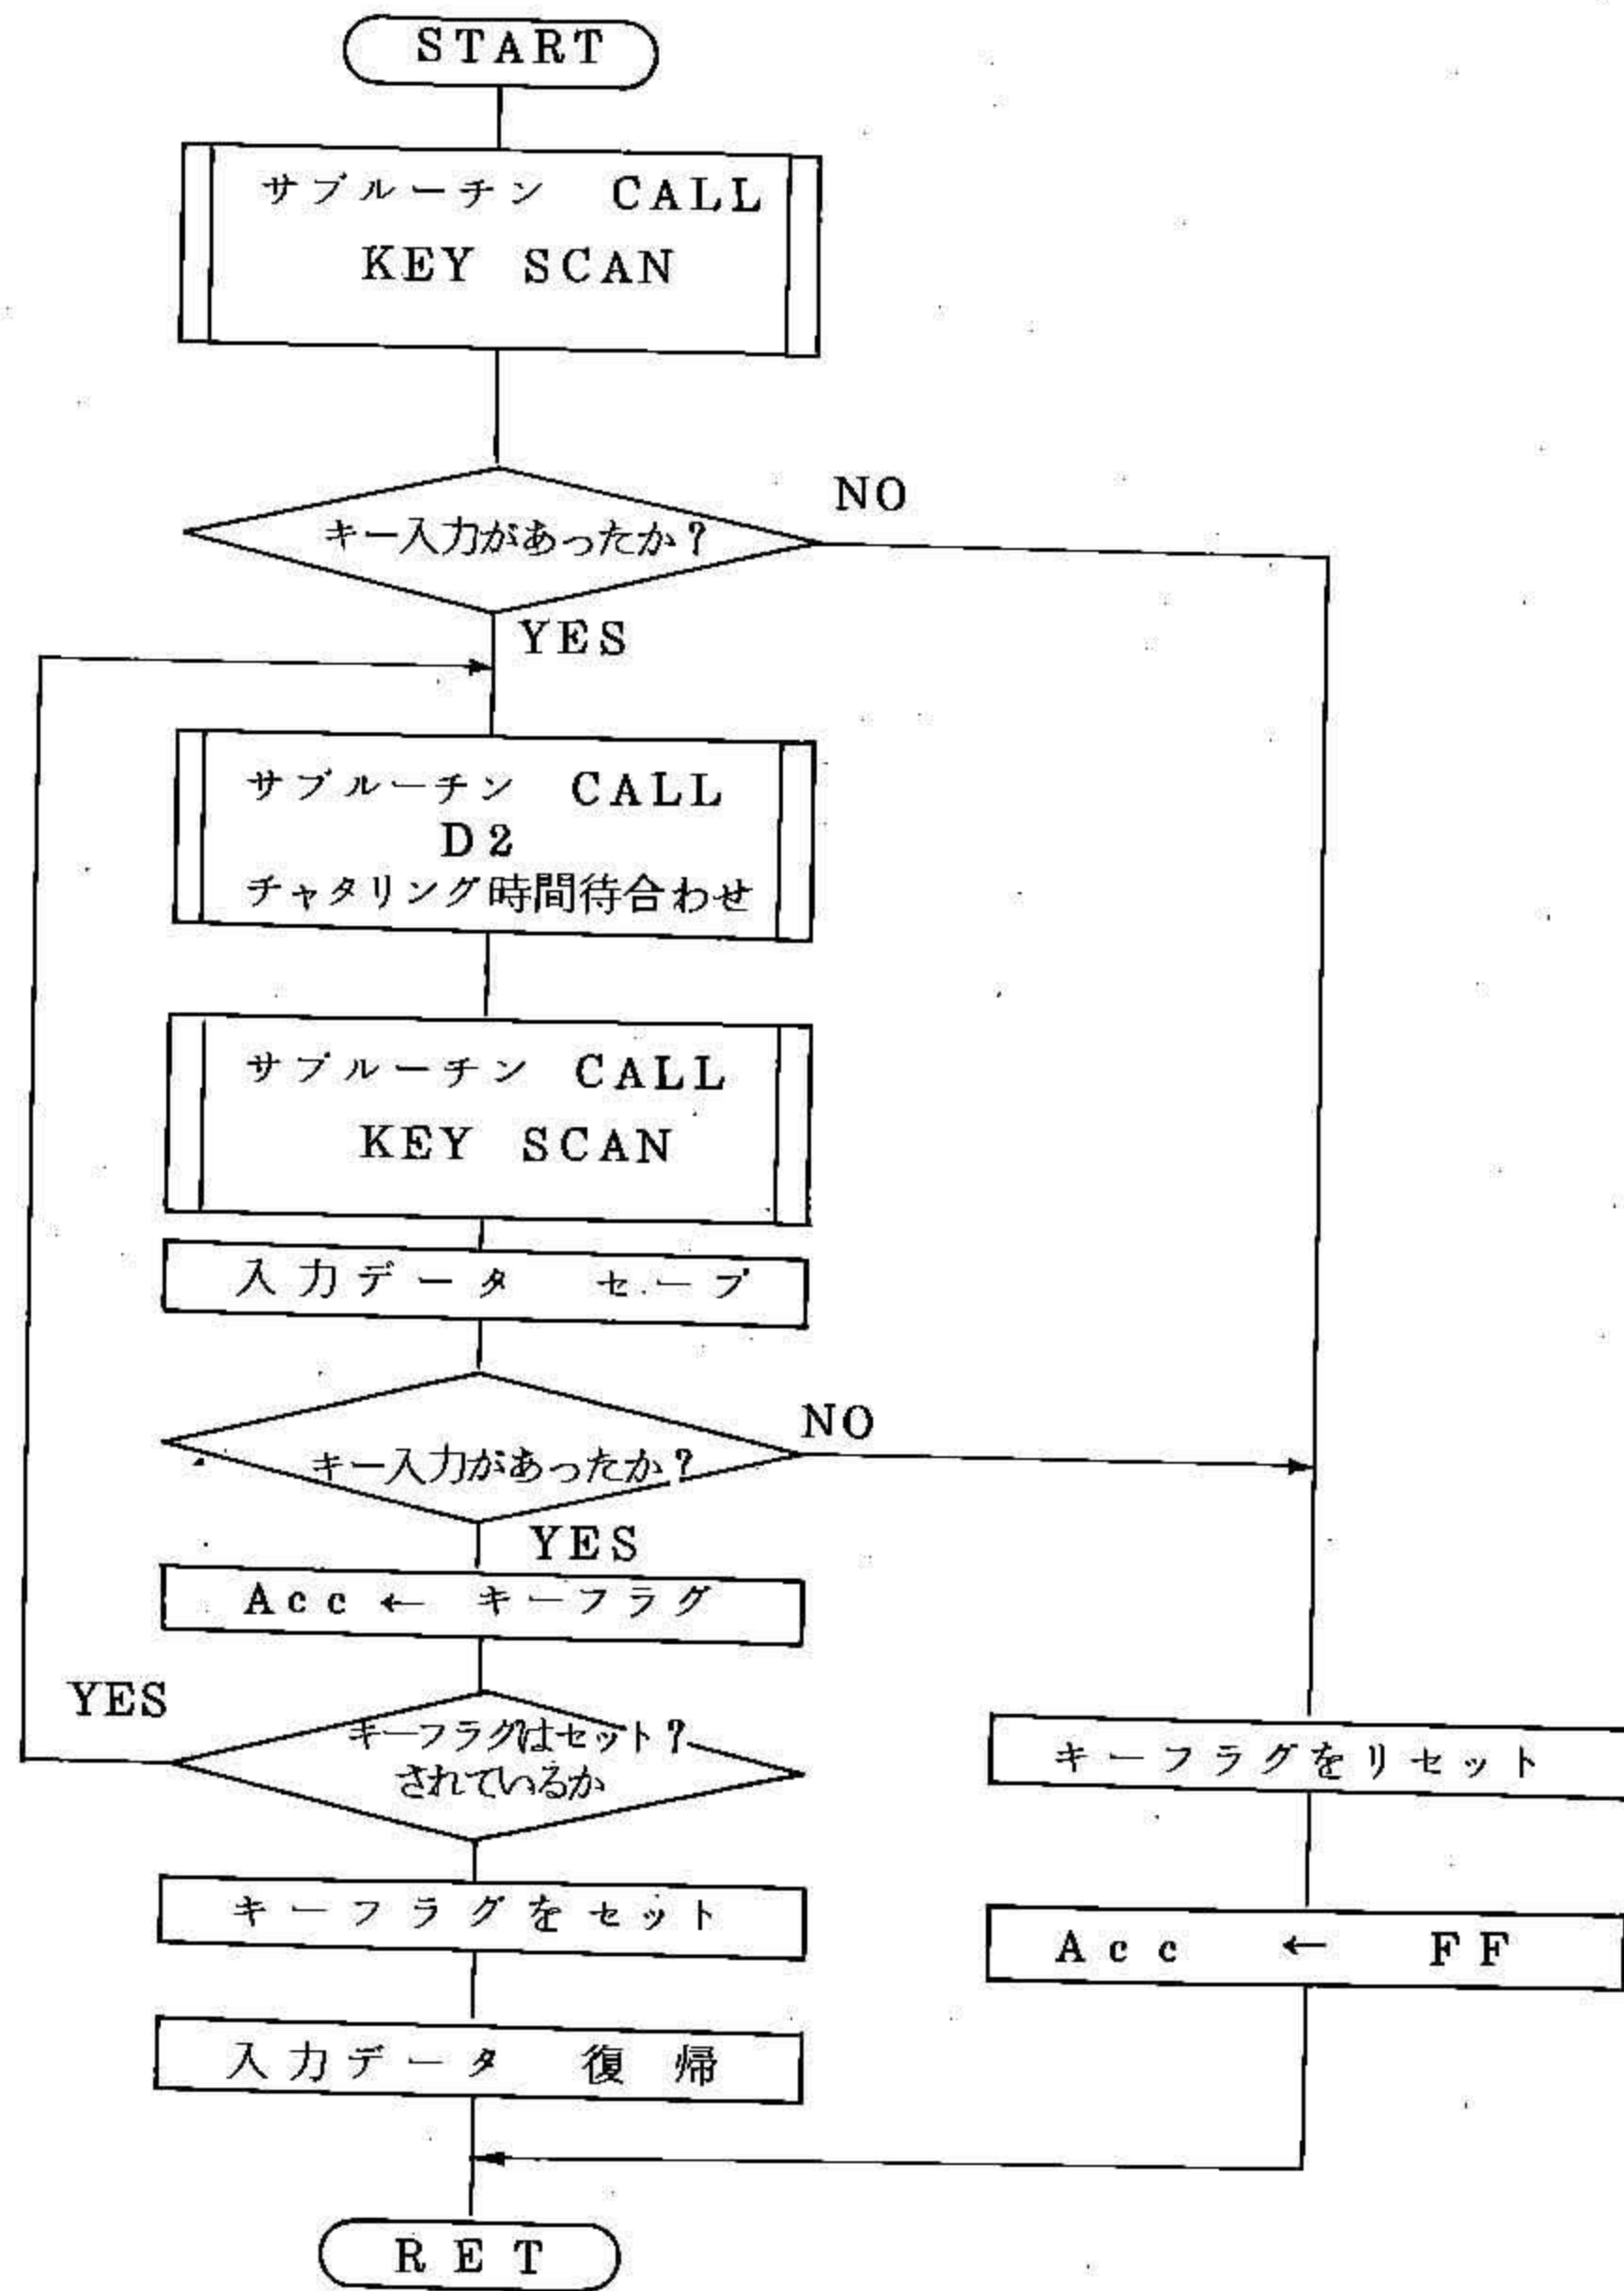 START
サブルーチン CALL
KEY SCAN
キー入力があったか？
NO
YES
サブルーチン CALL
D2
チャタリング時間待合わせ
サブルーチン CALL
KEY SCAN
入力データ セーブ
キー入力があったか？
NO
YES
Acc ← キーフラグ
YES
キーフラグはセット？
されているか
キーフラグをセット
入力データ 復帰
キーフラグをリセット
Acc ← FF
RET